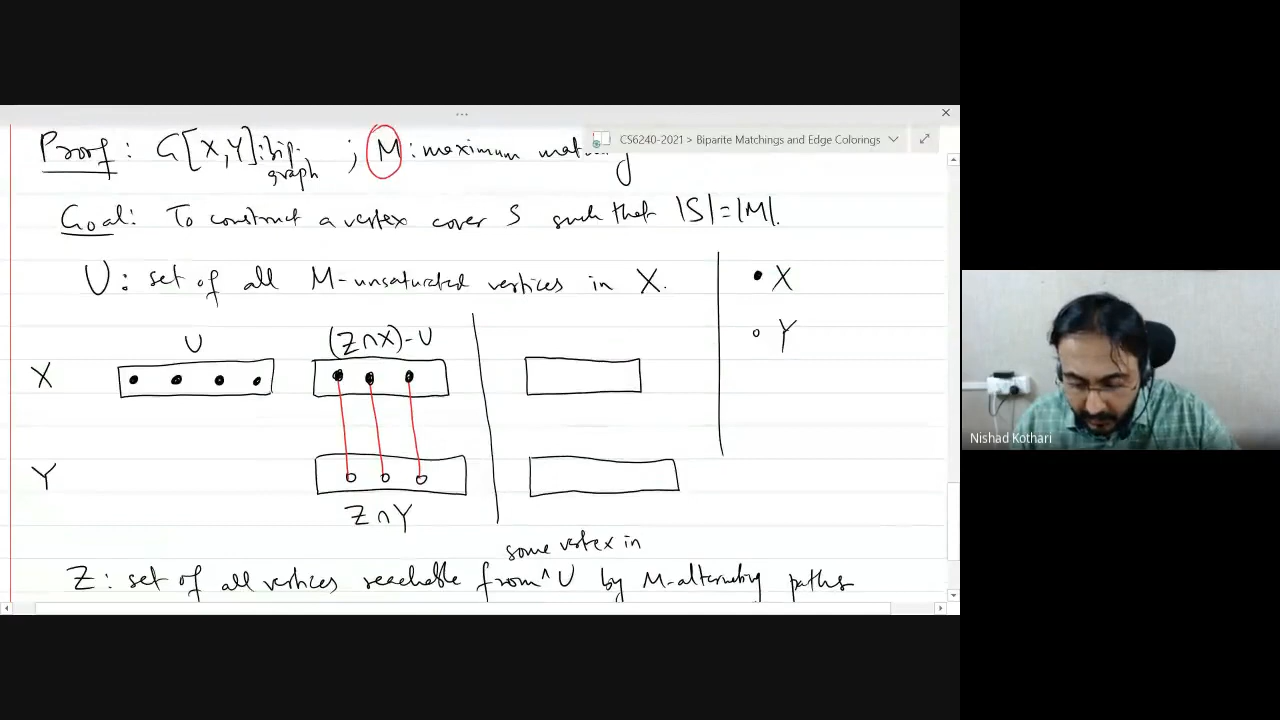 CS6240-2021 > Biparite Matchings and Edge Colorings
Proof: G[X,Y]: bip. graph ; M: maximum
Goal: To construct a vertex cover S such that |S|=|M|.
U: set of all M-unsaturated vertices in X.
X
Y
U
(Z∩X)-U
X
Y
Z∩Y
some vertex in
Z: set of all vertices reachable from ^ U by M-alternating paths
Nishad Kothari